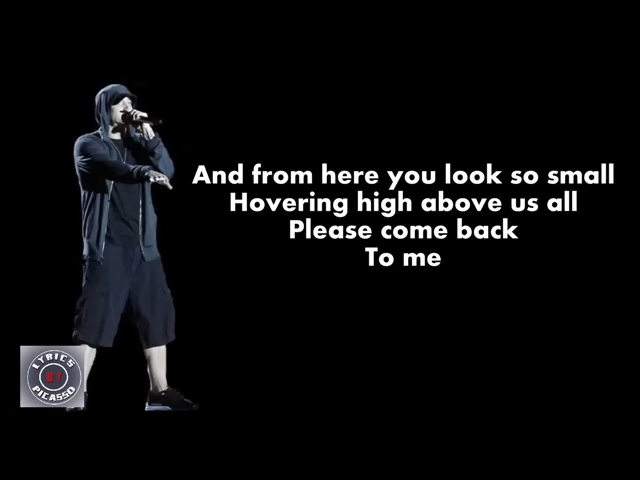 And from here you look so small
Hovering high above us all
Please come back
To me
LYRICS
87
PICASSO